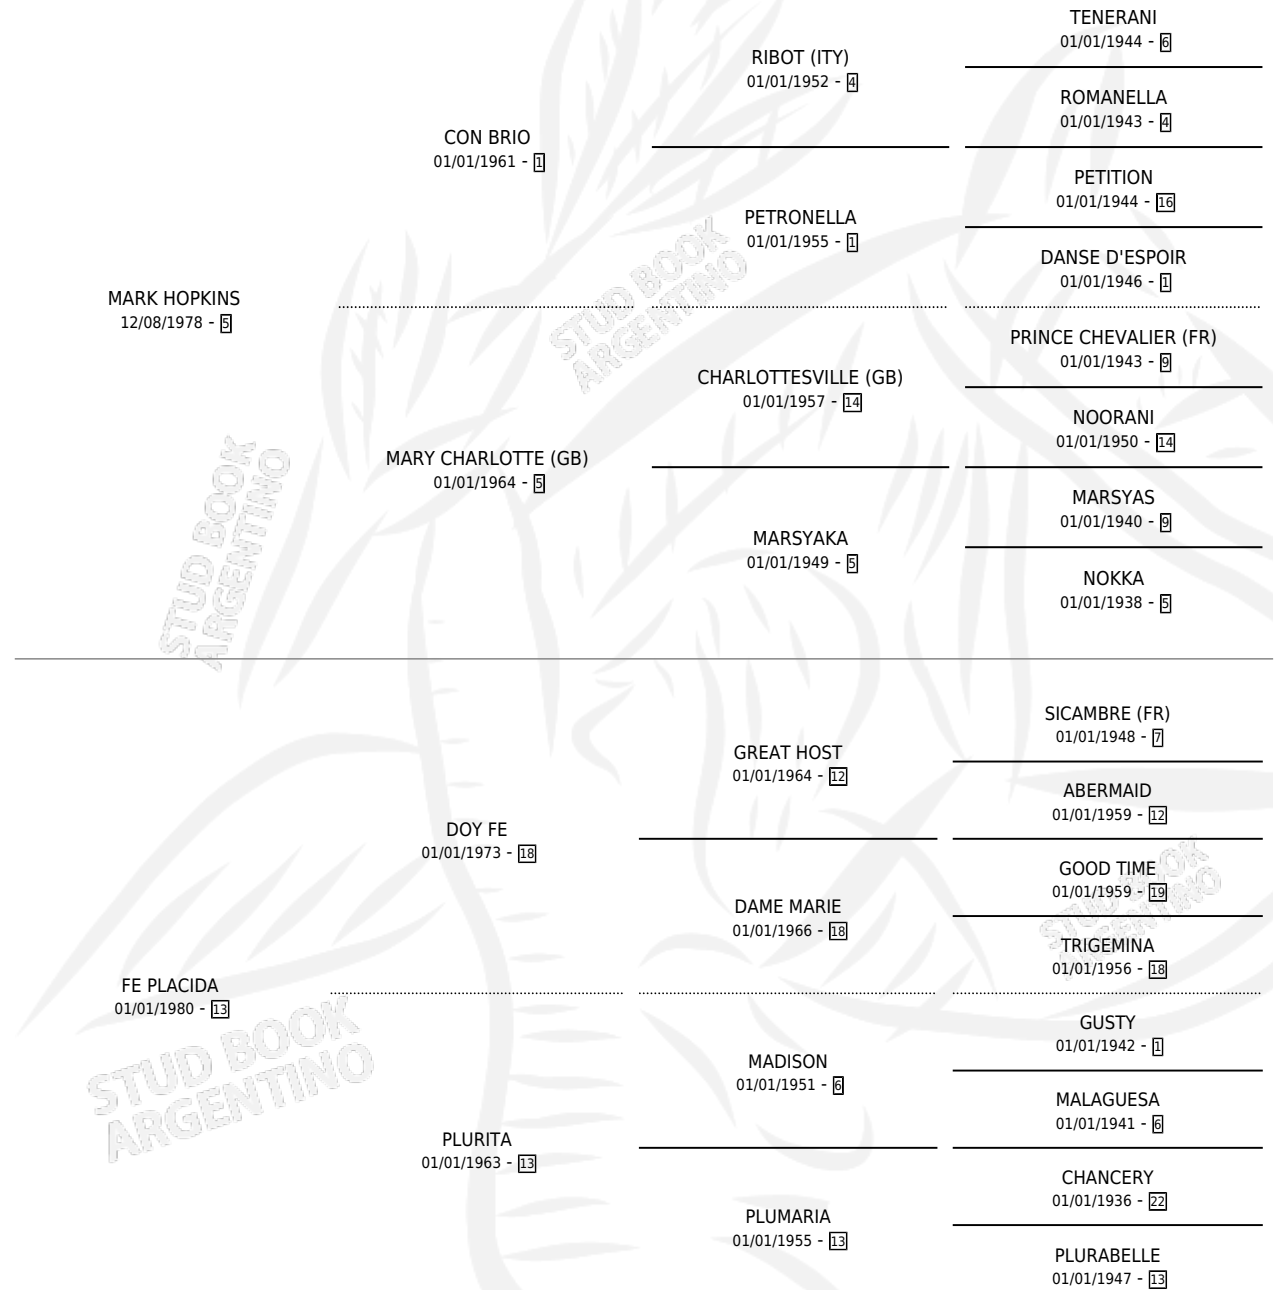 TENERANI
01/01/1944 - 6
RIBOT (ITY)
01/01/1952 - 4
ROMANELLA
01/01/1943 - 4
CON BRIO
01/01/1961 - 1
PETITION
01/01/1944 - 16
PETRONELLA
01/01/1955 - 1
DANSE D'ESPOIR
01/01/1946 - 1
MARK HOPKINS
12/08/1978 - 5
STUD BOOK
ARGENTINO
PRINCE CHEVALIER (FR)
01/01/1943 - 9
CHARLOTTESVILLE (GB)
01/01/1957 - 14
NOORANI
01/01/1950 - 14
MARY CHARLOTTE (GB)
01/01/1964 - 5
MARSYAS
01/01/1940 - 9
MARSYAKA
01/01/1949 - 5
NOKKA
01/01/1938 - 5
STUD BOOK
ARGENTINO
SICAMBRE (FR)
01/01/1948 - 7
GREAT HOST
01/01/1964 - 12
ABERMAID
01/01/1959 - 12
DOY FE
01/01/1973 - 18
GOOD TIME
01/01/1959 - 19
DAME MARIE
01/01/1966 - 18
STUD BOOK
ARGENTINO
TRIGEMINA
01/01/1956 - 18
FE PLACIDA
01/01/1980 - 13
STUD BOOK
ARGENTINO
GUSTY
01/01/1942 - 1
MADISON
01/01/1951 - 6
MALAGUESA
01/01/1941 - 6
PLURITA
01/01/1963 - 13
CHANCERY
01/01/1936 - 22
PLUMARIA
01/01/1955 - 13
PLURABELLE
01/01/1947 - 13